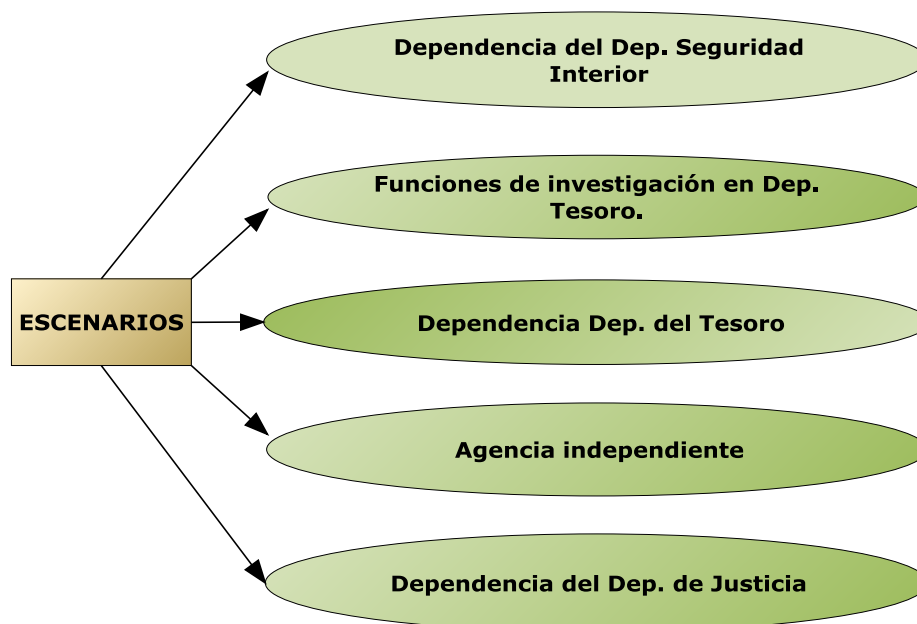 Dependencia del Dep. Seguridad
Interior
Funciones de investigación en Dep.
Tesoro.
ESCENARIOS
Dependencia Dep. del Tesoro
Agencia independiente
Dependencia del Dep. de Justicia